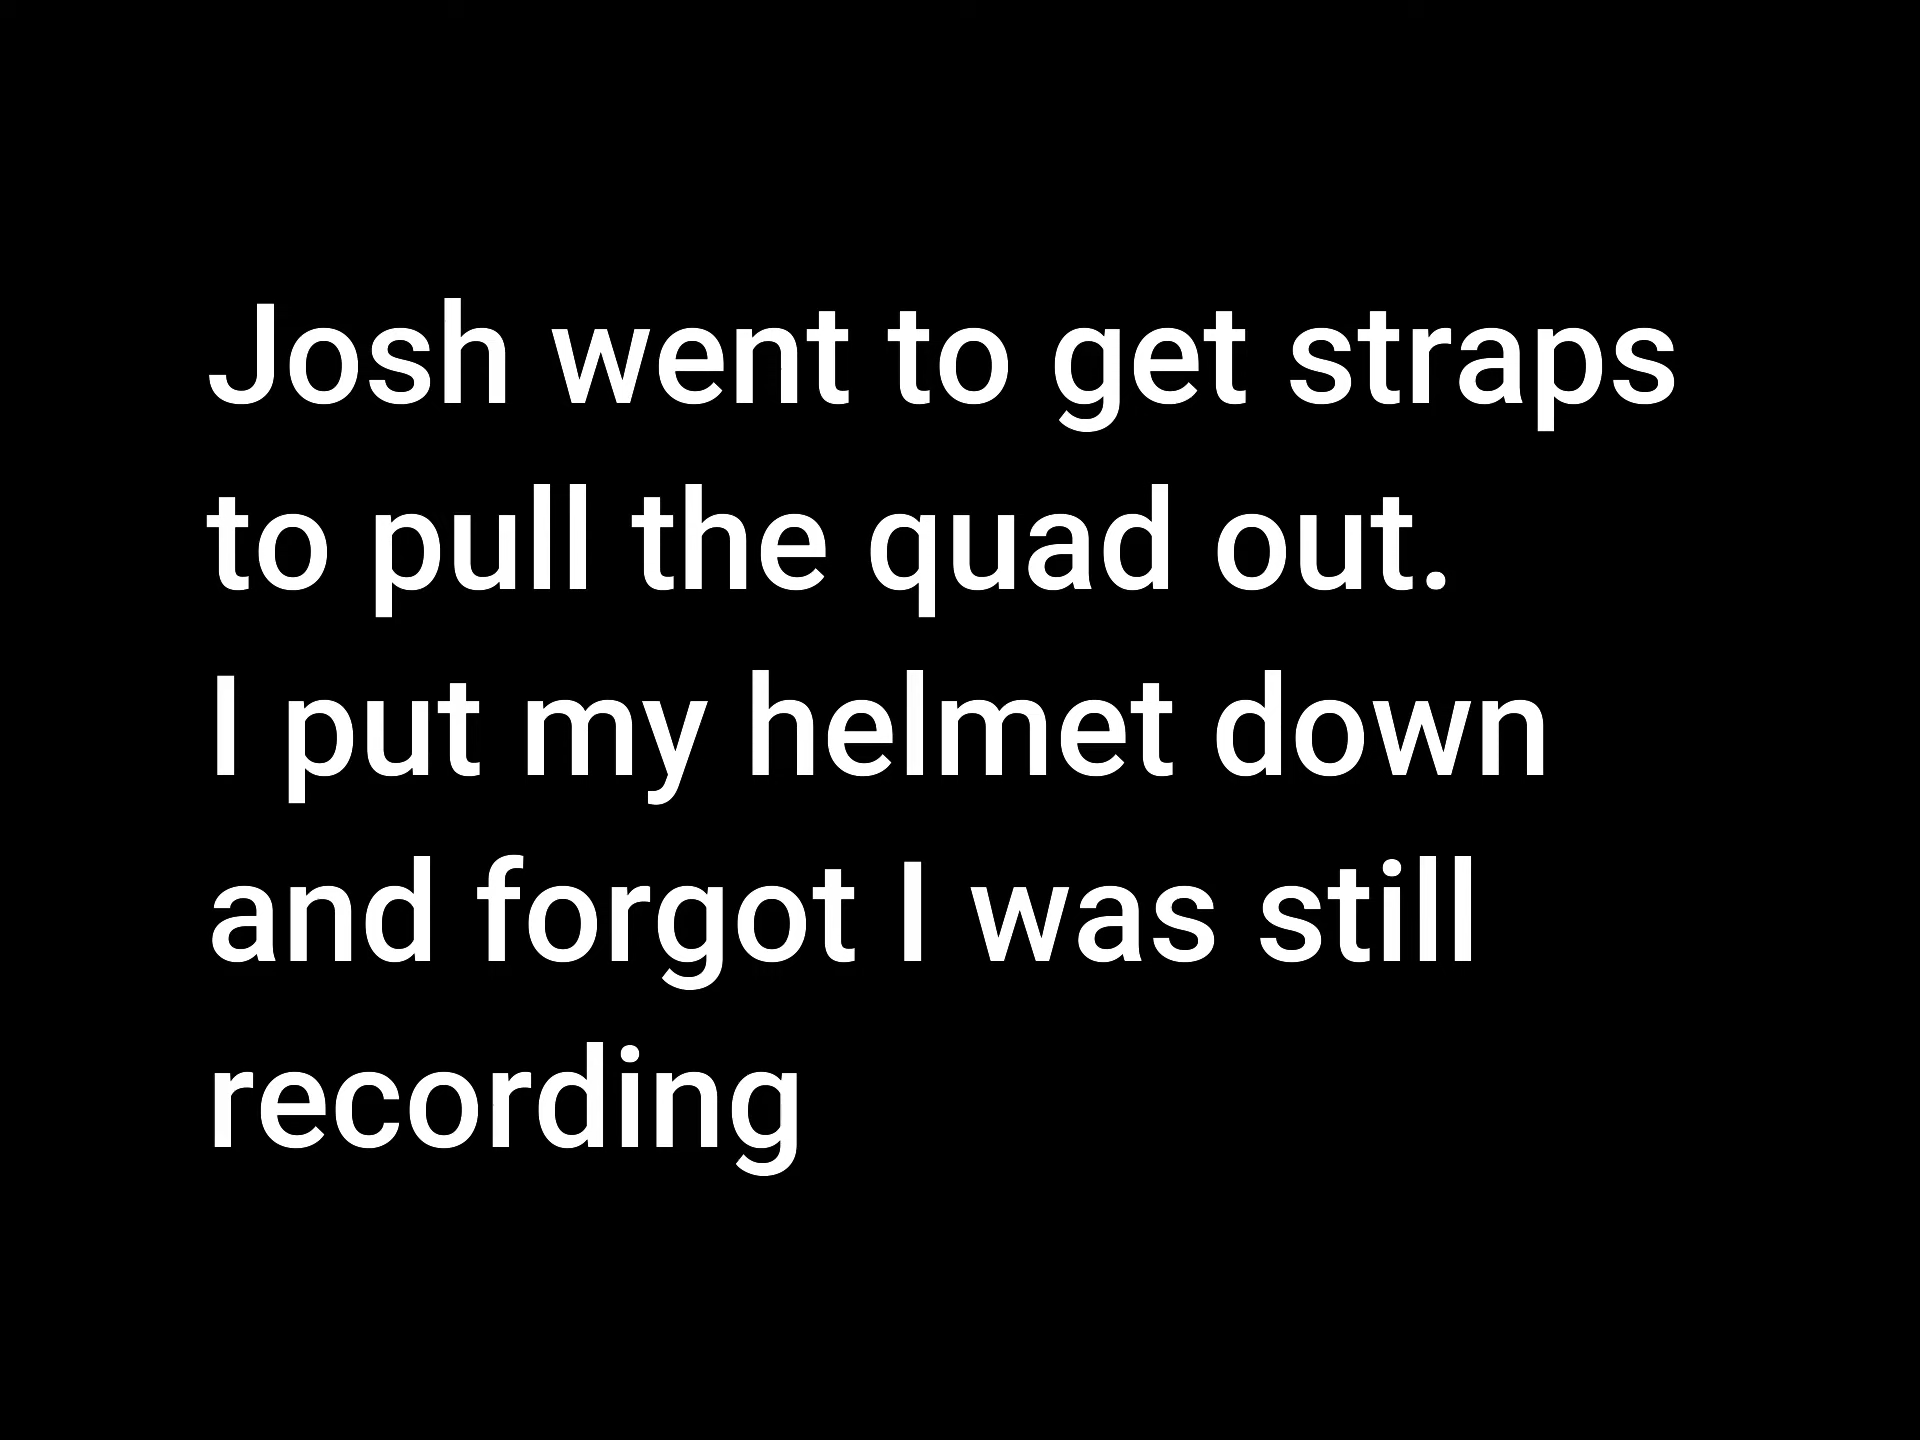 Josh went to get straps
to pull the quad out.
I put my helmet down
and forgot I was still
recording